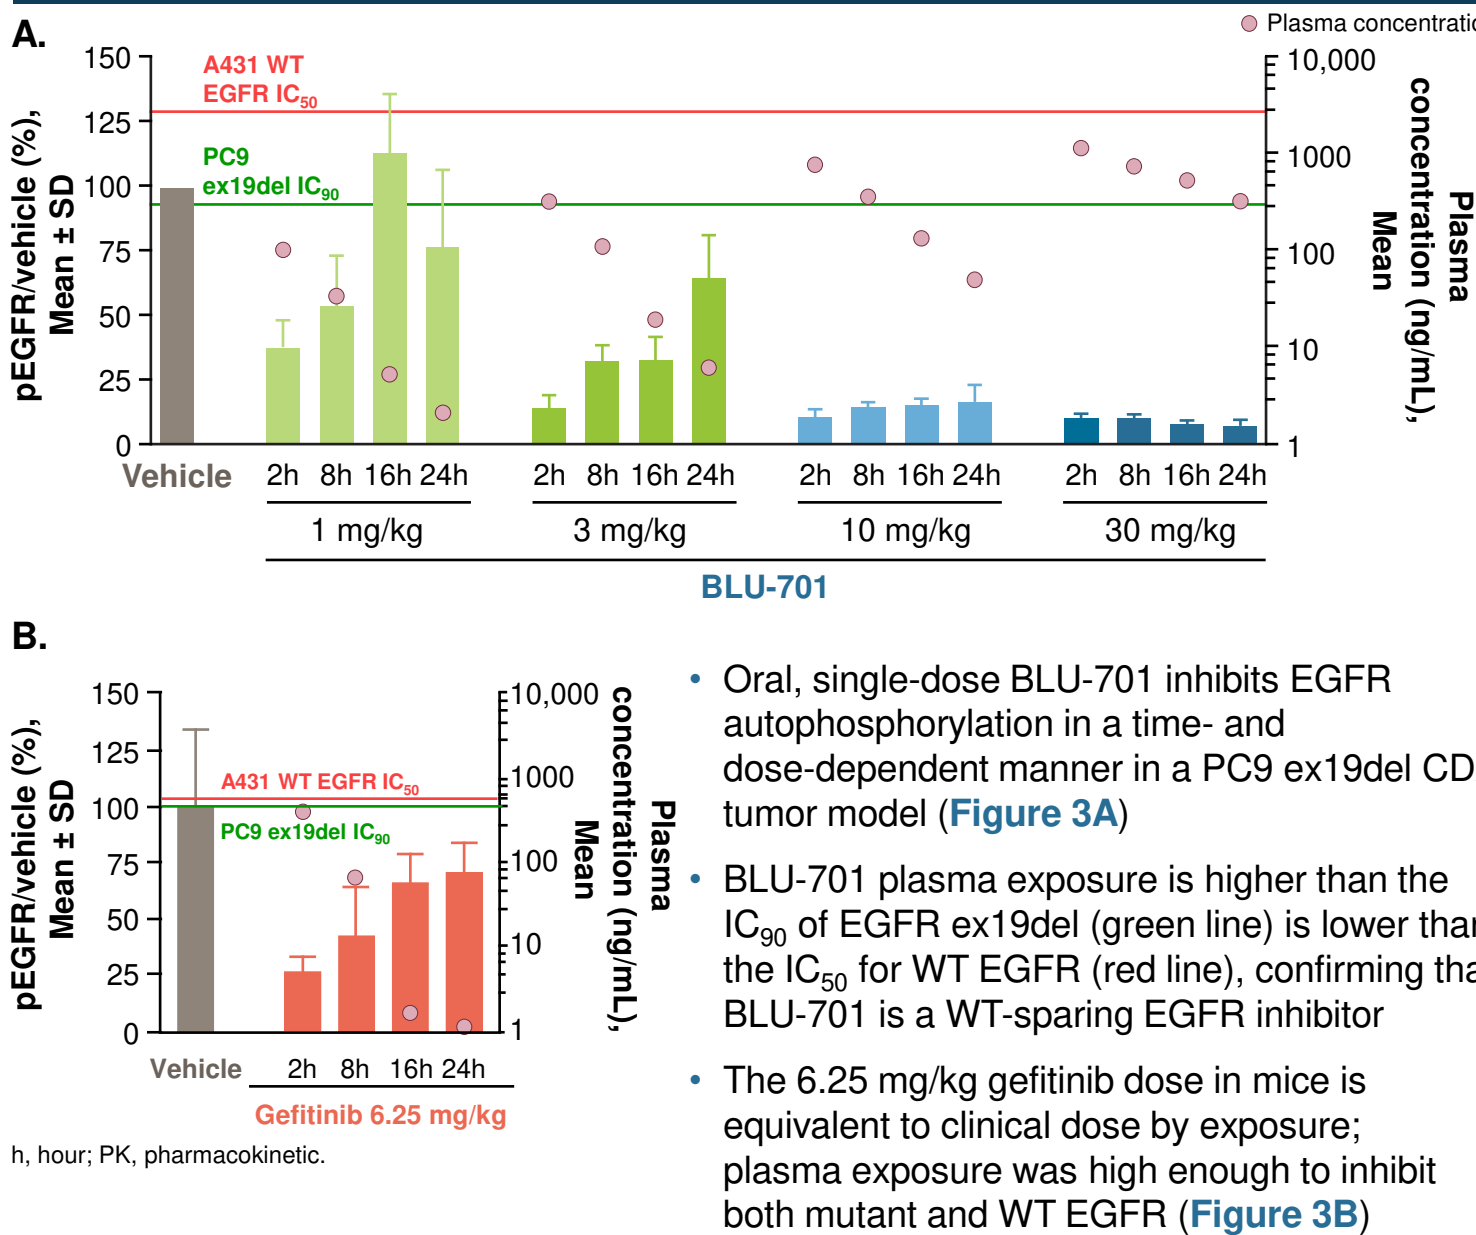 A.
Plasma concentratio
pEGFR/vehicle (%),
Mean ± SD
150
125
100
75
50
25
0
A431 WT
EGFR IC50
PC9
ex19del IC90
10,000
1000
100
10
1
Plasma
concentration (ng/mL),
Mean
Vehicle
2h 8h 16h 24h 2h 8h 16h 24h 2h 8h 16h 24h 2h 8h 16h 24h
1 mg/kg 3 mg/kg 10 mg/kg 30 mg/kg
BLU-701
B.
pEGFR/vehicle (%),
Mean ± SD
150
125
100
75
50
25
0
A431 WT EGFR IC50
PC9 ex19del IC90
10,000
1000
100
10
1
Plasma
concentration (ng/mL),
Mean
Vehicle 2h 8h 16h 24h
Gefitinib 6.25 mg/kg
h, hour; PK, pharmacokinetic.
• Oral, single-dose BLU-701 inhibits EGFR
autophosphorylation in a time- and
dose-dependent manner in a PC9 ex19del CD
tumor model (Figure 3A)
• BLU-701 plasma exposure is higher than the
IC90 of EGFR ex19del (green line) is lower than
the IC50 for WT EGFR (red line), confirming tha
BLU-701 is a WT-sparing EGFR inhibitor
• The 6.25 mg/kg gefitinib dose in mice is
equivalent to clinical dose by exposure;
plasma exposure was high enough to inhibit
both mutant and WT EGFR (Figure 3B)